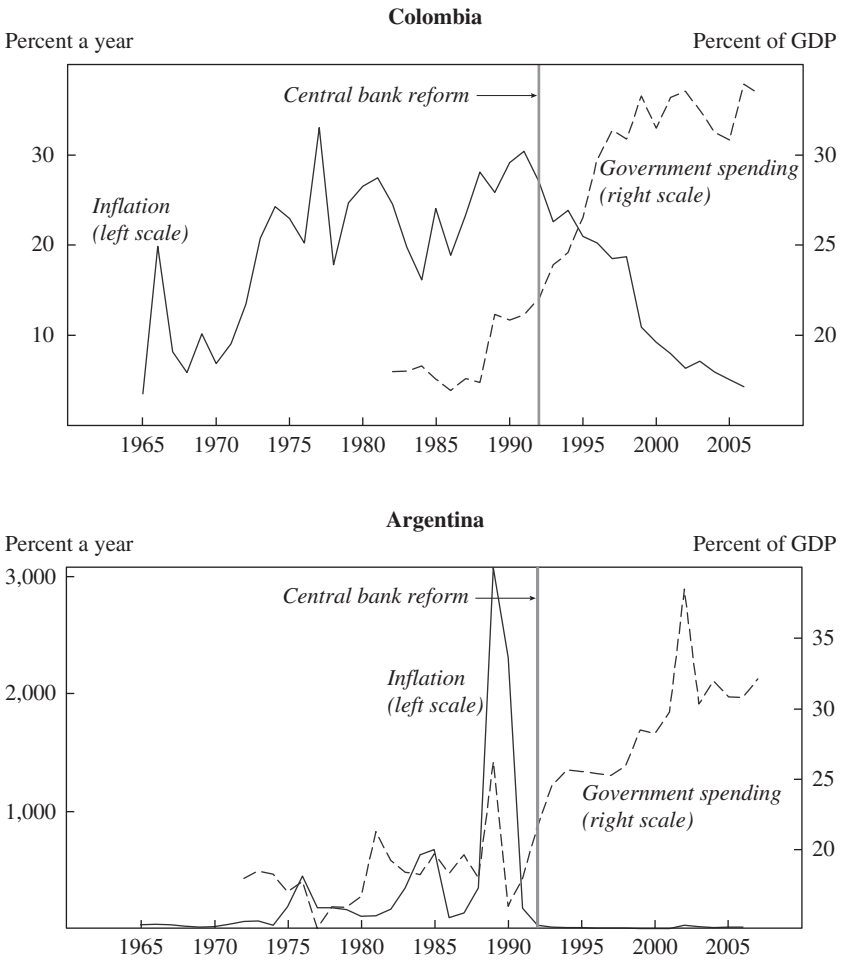 Colombia
Percent a year
Percent of GDP
Central bank reform
30
30
Government spending
(right scale)
Inflation
(left scale)
20
25
10
20
1965 1970 1975 1980 1985 1990 1995 2000 2005
Argentina
Percent a year
Percent of GDP
3,000
Central bank reform
35
Inflation
(left scale)
2,000
30
25
Government spending
(right scale)
1,000
20
1965 1970 1975 1980 1985 1990 1995 2000 2005